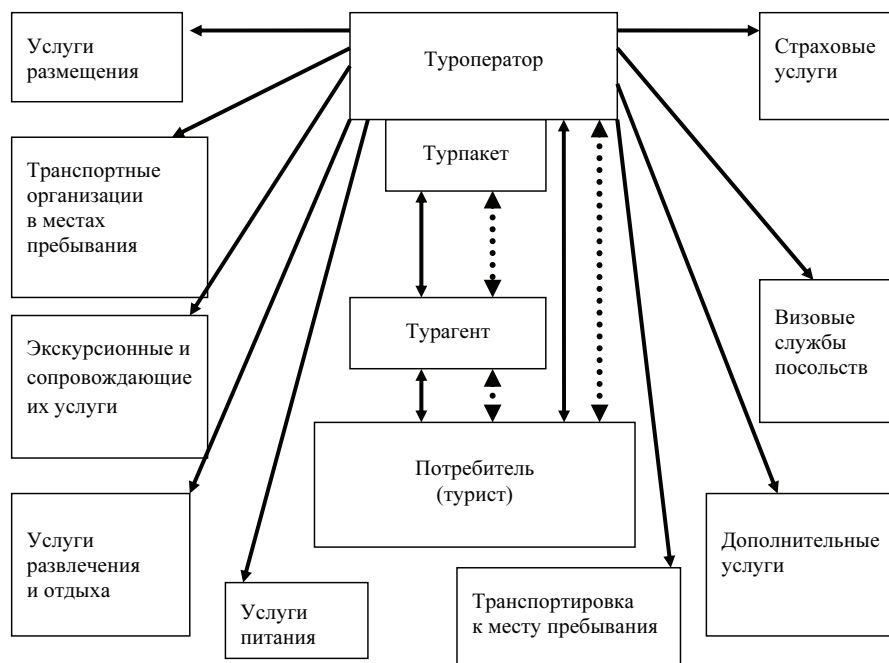 Услуги
размещения
Туроператор
Страховые
услуги
Турпакет
Транспортные
организации
в местах
пребывания
Турагент
Визовые
службы
посольств
Экскурсионные и
сопровождающие
их услуги
Потребитель
(турист)
Услуги
развлечения
и отдыха
Дополнительные
услуги
Услуги
питания
Транспортировка
к месту пребывания